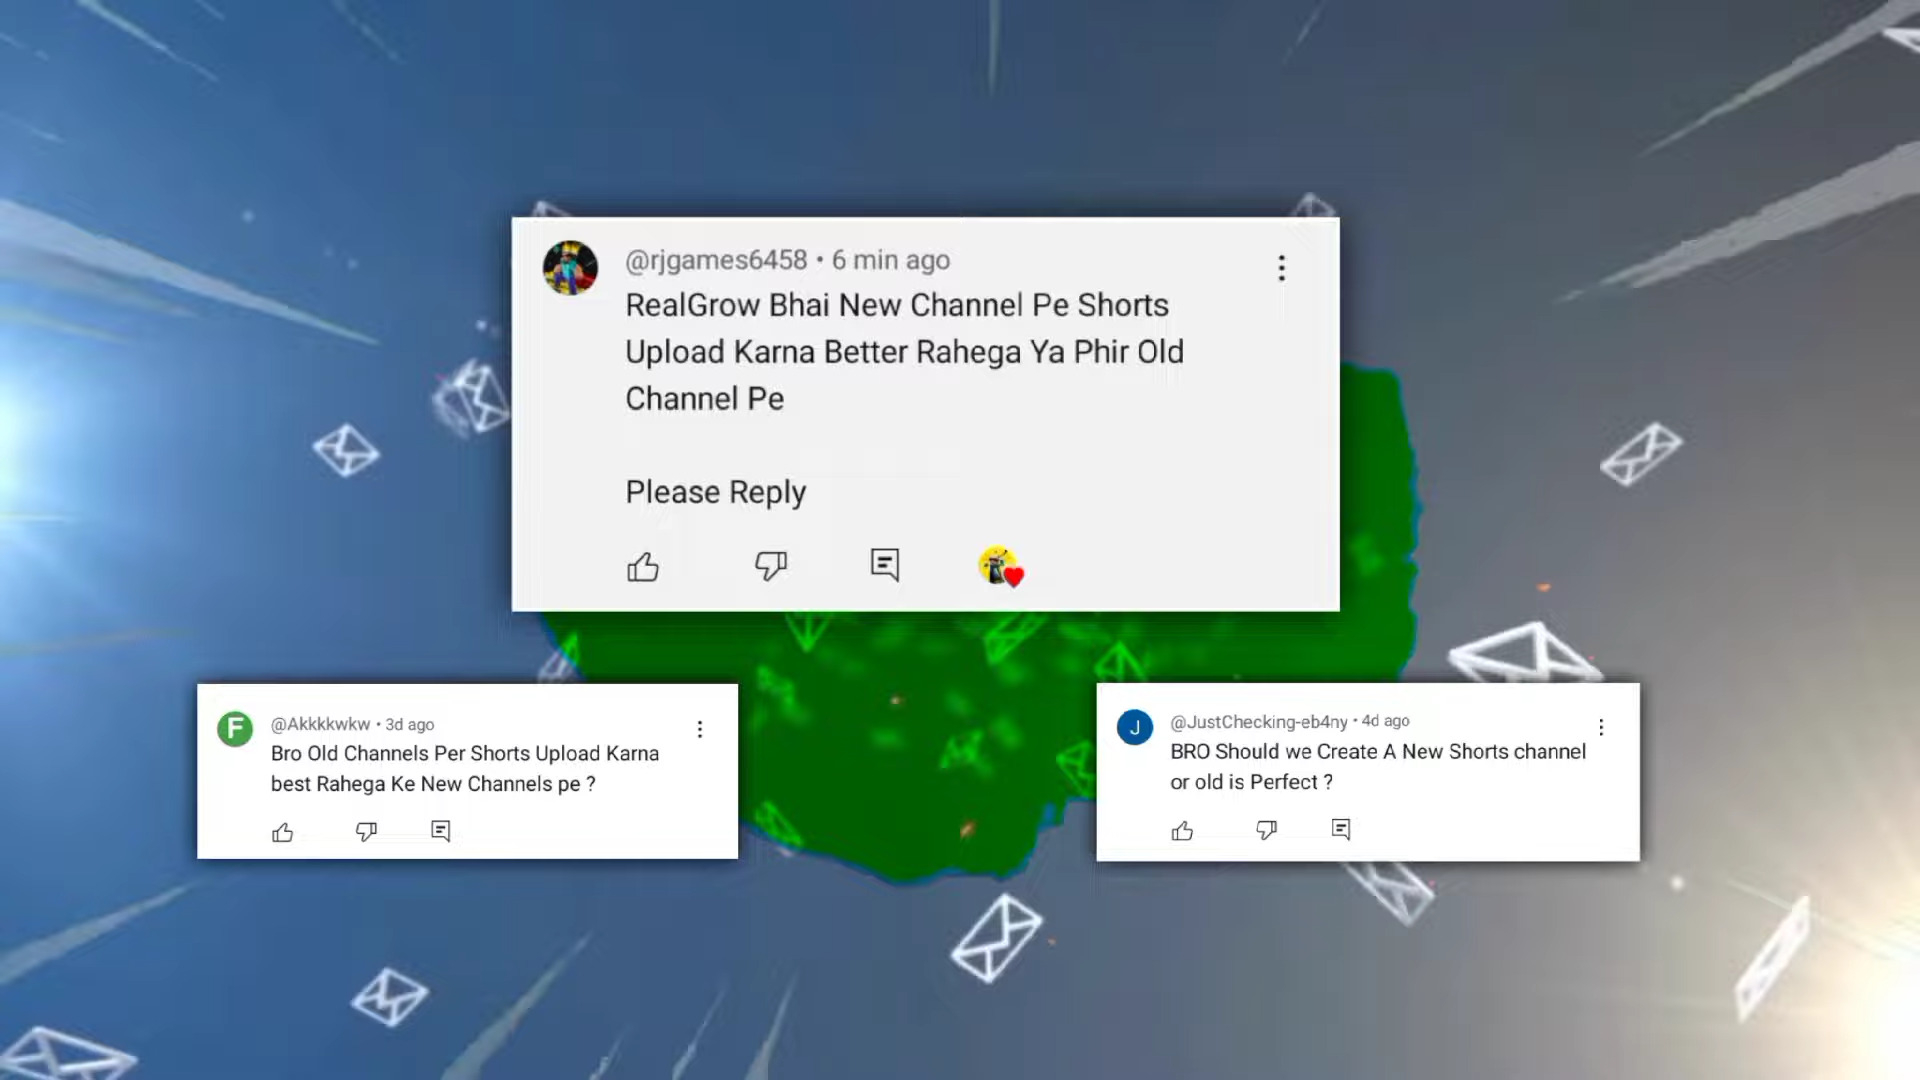 @rjgames6458 • 6 min ago
RealGrow Bhai New Channel Pe Shorts
Upload Karna Better Rahega Ya Phir Old
Channel Pe
Please Reply
F
@Akkkkwkw • 3d ago
Bro Old Channels Per Shorts Upload Karna
best Rahega Ke New Channels pe ?
J
@JustChecking-eb4ny • 4d ago
BRO Should we Create A New Shorts channel
or old is Perfect ?